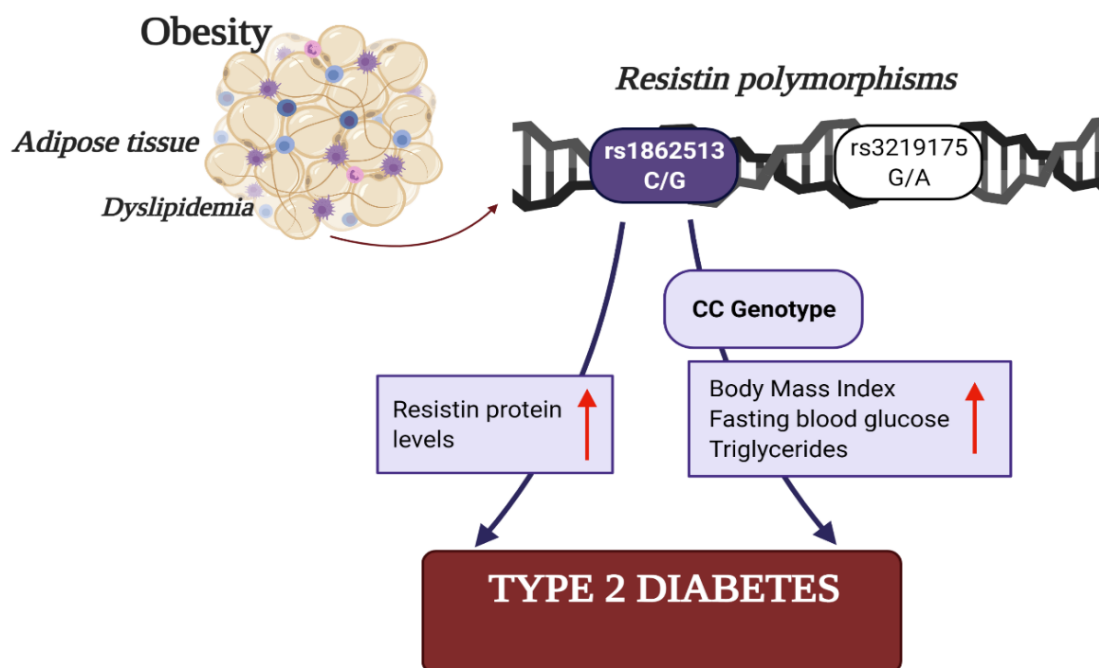 Obesity
Adipose tissue
Dyslipidemia
Resistin polymorphisms
rs1862513
C/G
rs3219175
G/A
CC Genotype
Resistin protein
levels
Body Mass Index
Fasting blood glucose
Triglycerides
TYPE 2 DIABETES